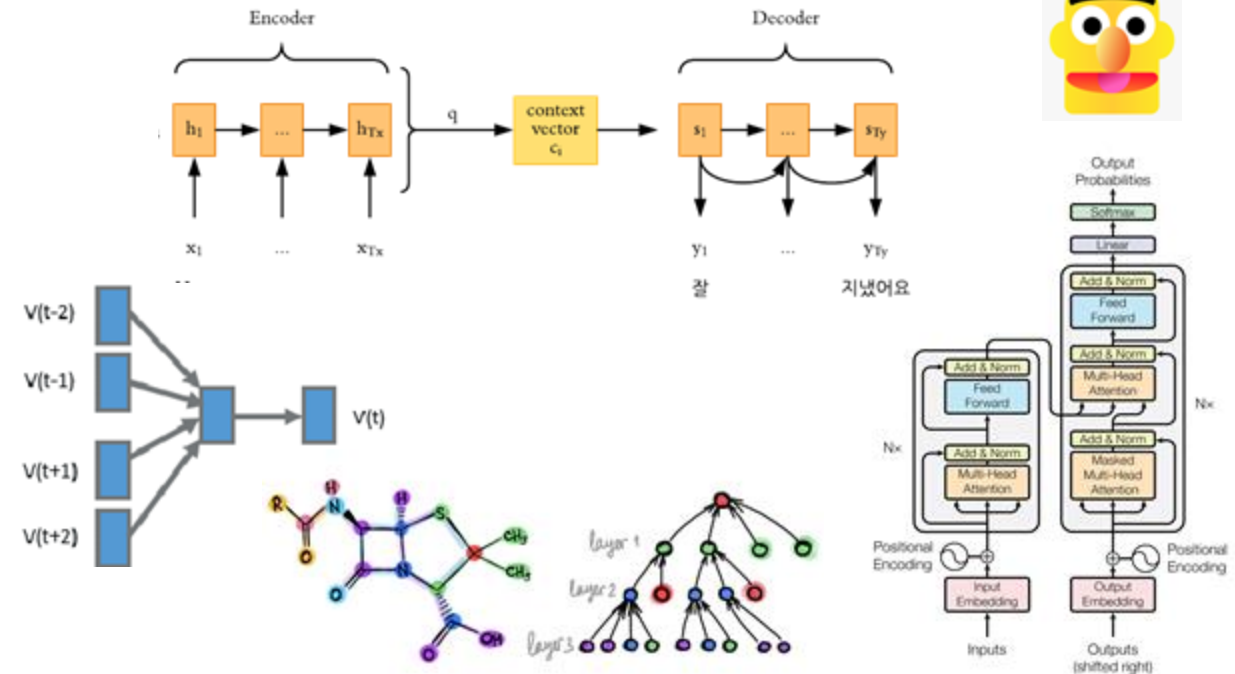 Encoder
Decoder
h1
...
hTx
q
context
vector
ci
s1
...
sTy
x1
...
xTx
y1
...
yTy
잘
지냈어요
V(t-2)
V(t-1)
V(t+1)
V(t+2)
V(t)
R
H
N
O
H
S
CH3
CH3
N
O
O
OH
layer 1
layer 2
layer 3
Output
Probabilities
Softmax
Linear
Add & Norm
Feed
Forward
Add & Norm
Multi-Head
Attention
Nx
Add & Norm
Masked
Multi-Head
Attention
Add & Norm
Feed
Forward
Nx
Add & Norm
Multi-Head
Attention
Positional
Encoding
Positional
Encoding
Input
Embedding
Output
Embedding
Inputs
Outputs
(shifted right)